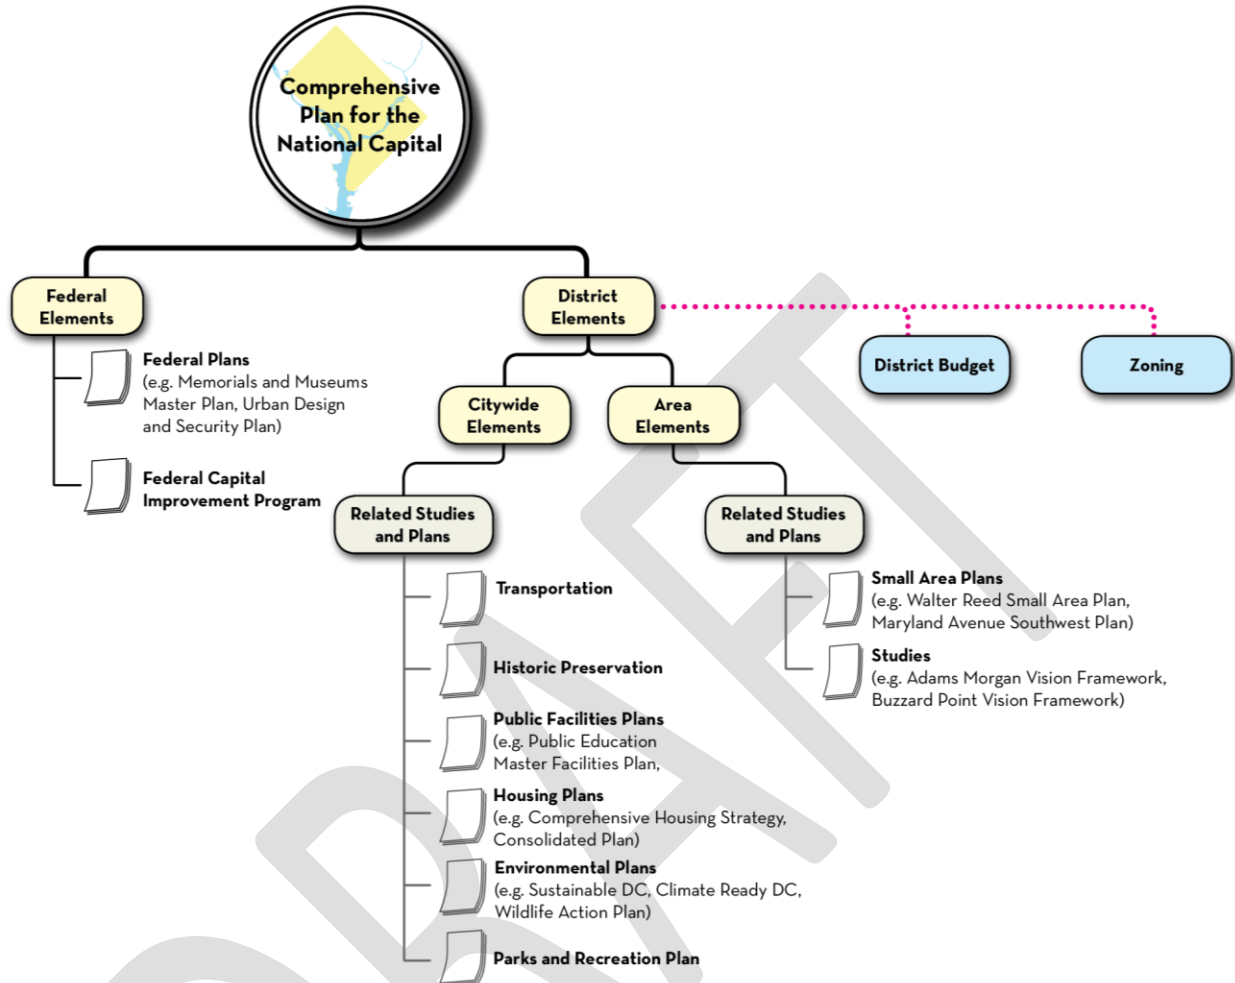 Comprehensive
Plan for the
National Capital
Federal
Elements
District
Elements
District Budget
Zoning
Federal Plans
(e.g. Memorials and Museums
Master Plan, Urban Design
and Security Plan)
Federal Capital
Improvement Program
Citywide
Elements
Area
Elements
Related Studies
and Plans
Transportation
Historic Preservation
Public Facilities Plans
(e.g. Public Education
Master Facilities Plan,
Housing Plans
(e.g. Comprehensive Housing Strategy,
Consolidated Plan)
Environmental Plans
(e.g. Sustainable DC, Climate Ready DC,
Wildlife Action Plan)
Parks and Recreation Plan
Related Studies
and Plans
Small Area Plans
(e.g. Walter Reed Small Area Plan,
Maryland Avenue Southwest Plan)
Studies
(e.g. Adams Morgan Vision Framework,
Buzzard Point Vision Framework)
DRAFT